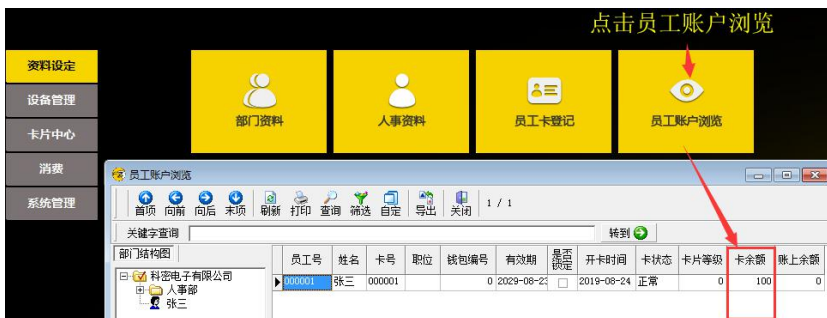 点击员工账户浏览
资料设定
设备管理
卡片中心
消费
系统管理
部门资料
人事资料
员工卡登记
员工账户浏览
员工账户浏览
首项 向前 向后 末项 刷新 打印 查询 筛选 自定 导出 关闭 1 / 1
关键字查询 转到
部门结构图
科密电子有限公司
人事部
张三
员工号 姓名 卡号 职位 钱包编号 有效期 是否锁定 开卡时间 卡状态 卡片等级 卡余额 账上余额
000001 张三 000001 0 2029-08-23 2019-08-24 正常 0 100 0